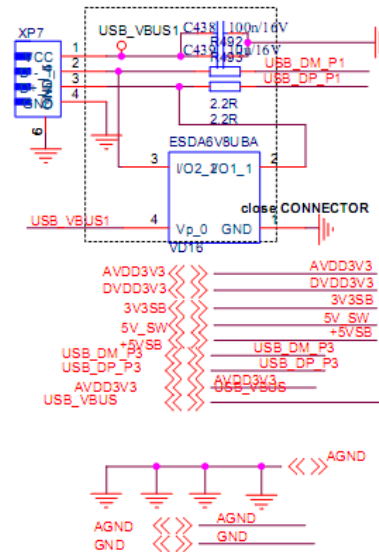 USB_VBUS1
C438 100n/16V
XP7
R492
C439 10n/16V
1
VCC
R493
2
USB_DM_P1
3
USB_DP_P1
4
GND
2.2R
2.2R
6
ESDA6V8UBA
3
I/O2_2
I/O1_1
2
close CONNECTOR
USB_VBUS1
4
Vp_0
GND
1
VD16
AVDD3V3
AVDD3V3
DVDD3V3
DVDD3V3
3V3SB
3V3SB
5V_SW
5V_SW
+5VSB
+5VSB
USB_DM_P3
USB_DM_P3
USB_DP_P3
USB_DP_P3
AVDD3V3
AVDD3V3
USB_VBUS
USB_VBUS
AGND
AGND
AGND
GND
GND